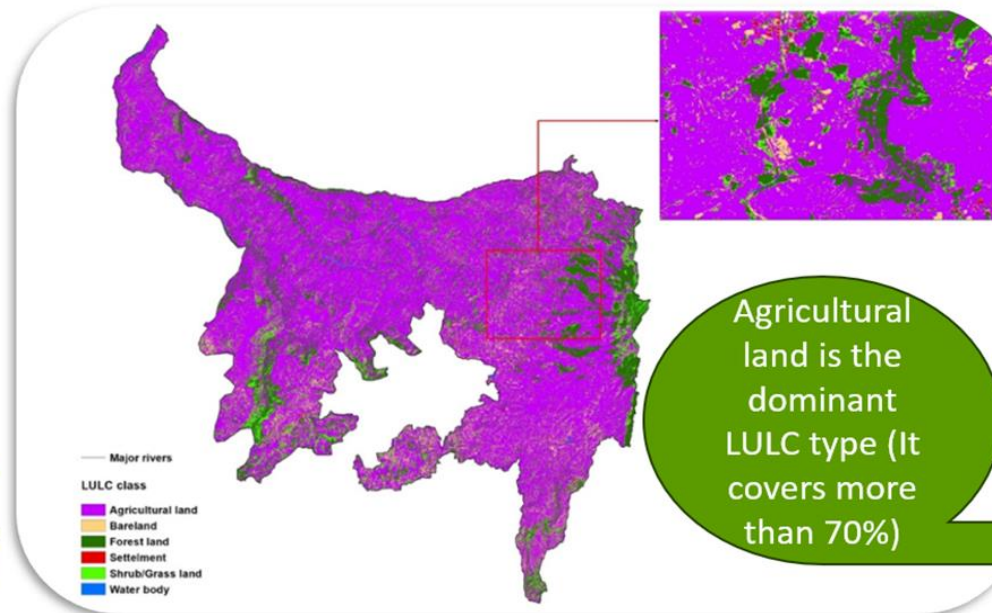 Agricultural
land is the
dominant
LULC type (It
covers more
than 70%)
Major rivers
LULC class
Agricultural land
Bareland
Forest land
Settelment
Shrub/Grass land
Water body